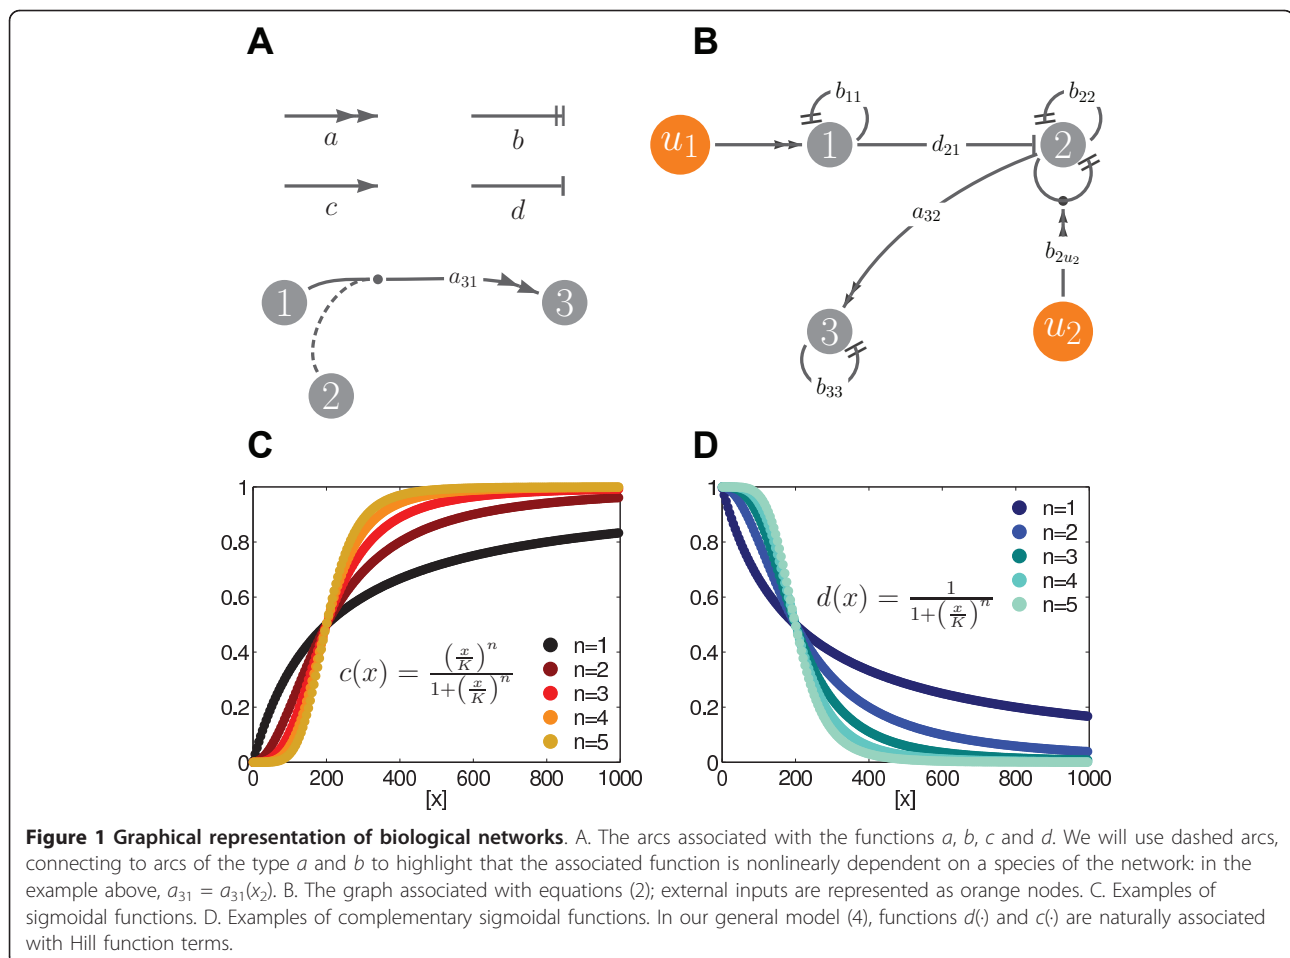 A
a
b
c
d
1
a31
3
2
B
u1
b11
1
d21
b22
2
a32
b2u2
3
b33
u2
C
1
0.8
0.6
0.4
0.2
0
0 200 400 600 800 1000
[x]
c(x) = (x/K)^n / 1+(x/K)^n
n=1
n=2
n=3
n=4
n=5
D
1
0.8
0.6
0.4
0.2
0
0 200 400 600 800 1000
[x]
d(x) = 1 / 1+(x/K)^n
n=1
n=2
n=3
n=4
n=5
Figure 1 Graphical representation of biological networks. A. The arcs associated with the functions a, b, c and d. We will use dashed arcs,
connecting to arcs of the type a and b to highlight that the associated function is nonlinearly dependent on a species of the network: in the
example above, a31 = a31(x2). B. The graph associated with equations (2); external inputs are represented as orange nodes. C. Examples of
sigmoidal functions. D. Examples of complementary sigmoidal functions. In our general model (4), functions d(·) and c(·) are naturally associated
with Hill function terms.